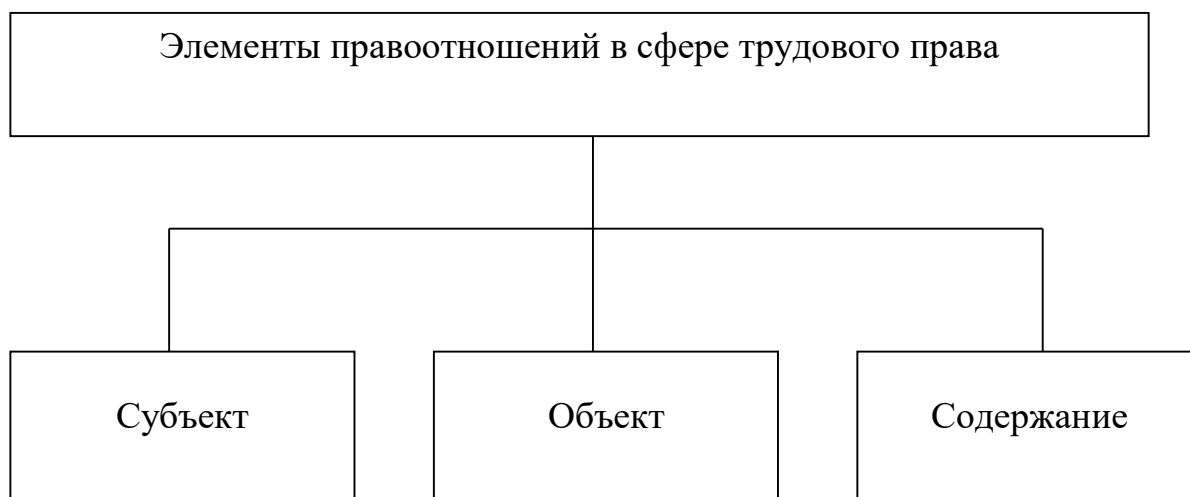 Элементы правоотношений в сфере трудового права
Субъект
Объект
Содержание